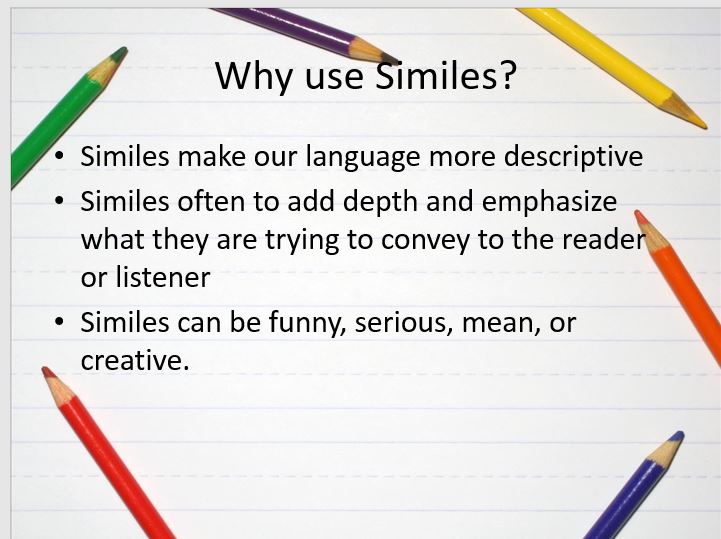 Why use Similes?
• Similes make our language more descriptive
• Similes often to add depth and emphasize
what they are trying to convey to the reader
or listener
• Similes can be funny, serious, mean, or
creative.